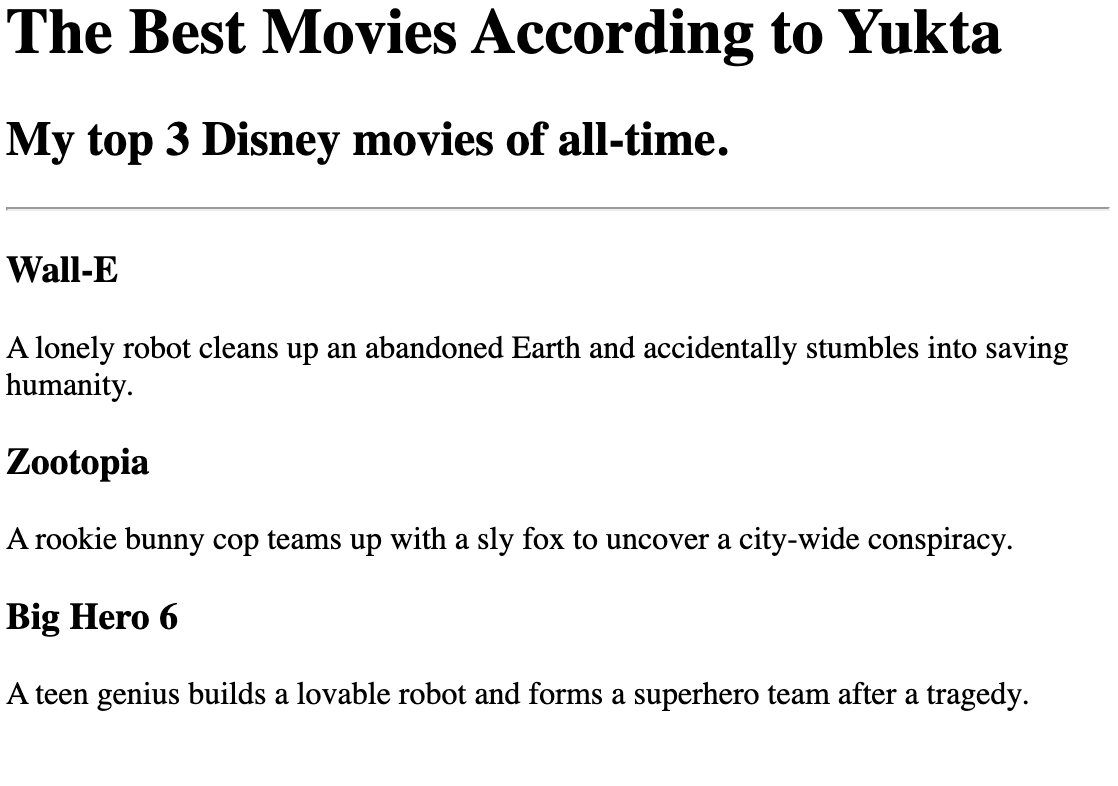 The Best Movies According to Yukta
My top 3 Disney movies of all-time.
Wall-E
A lonely robot cleans up an abandoned Earth and accidentally stumbles into saving
humanity.
Zootopia
A rookie bunny cop teams up with a sly fox to uncover a city-wide conspiracy.
Big Hero 6
A teen genius builds a lovable robot and forms a superhero team after a tragedy.